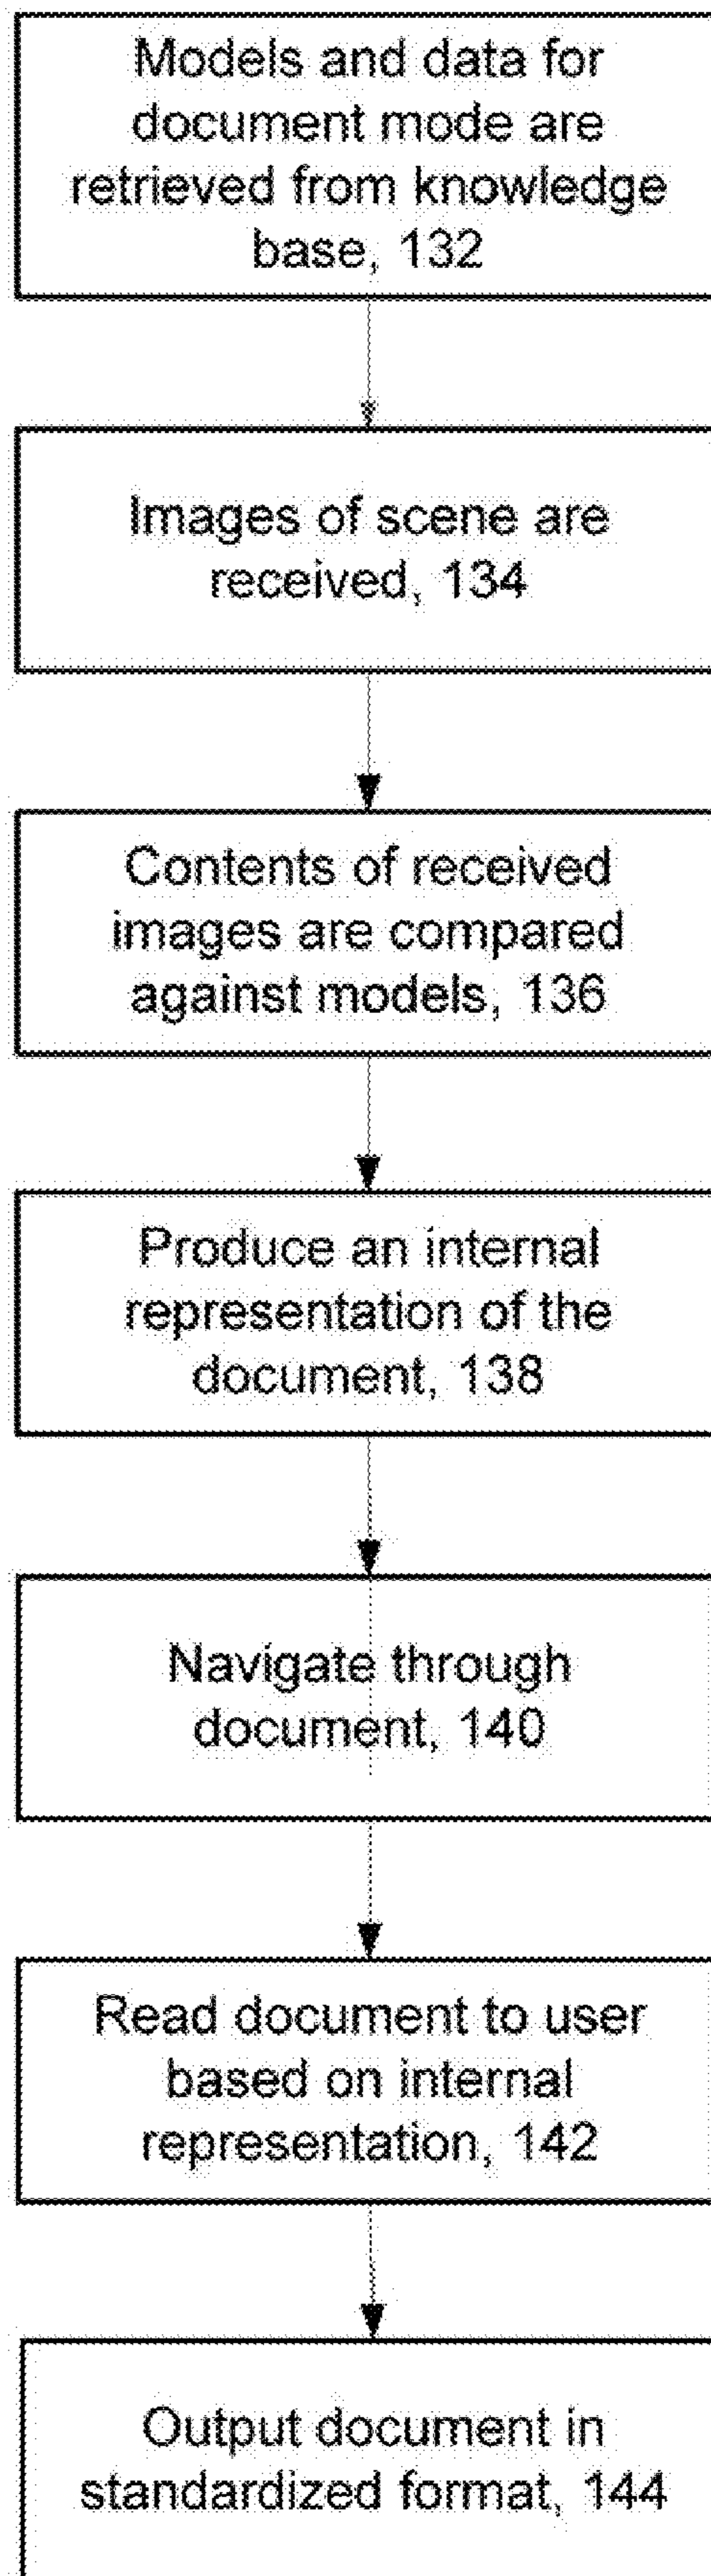 Models and data for
document mode are
retrieved from knowledge
base, 132
Images of scene are
received, 134
Contents of received
images are compared
against models, 136
Produce an internal
representation of the
document, 138
Navigate through
document, 140
Read document to user
based on internal
representation, 142
Output document in
standardized format, 144